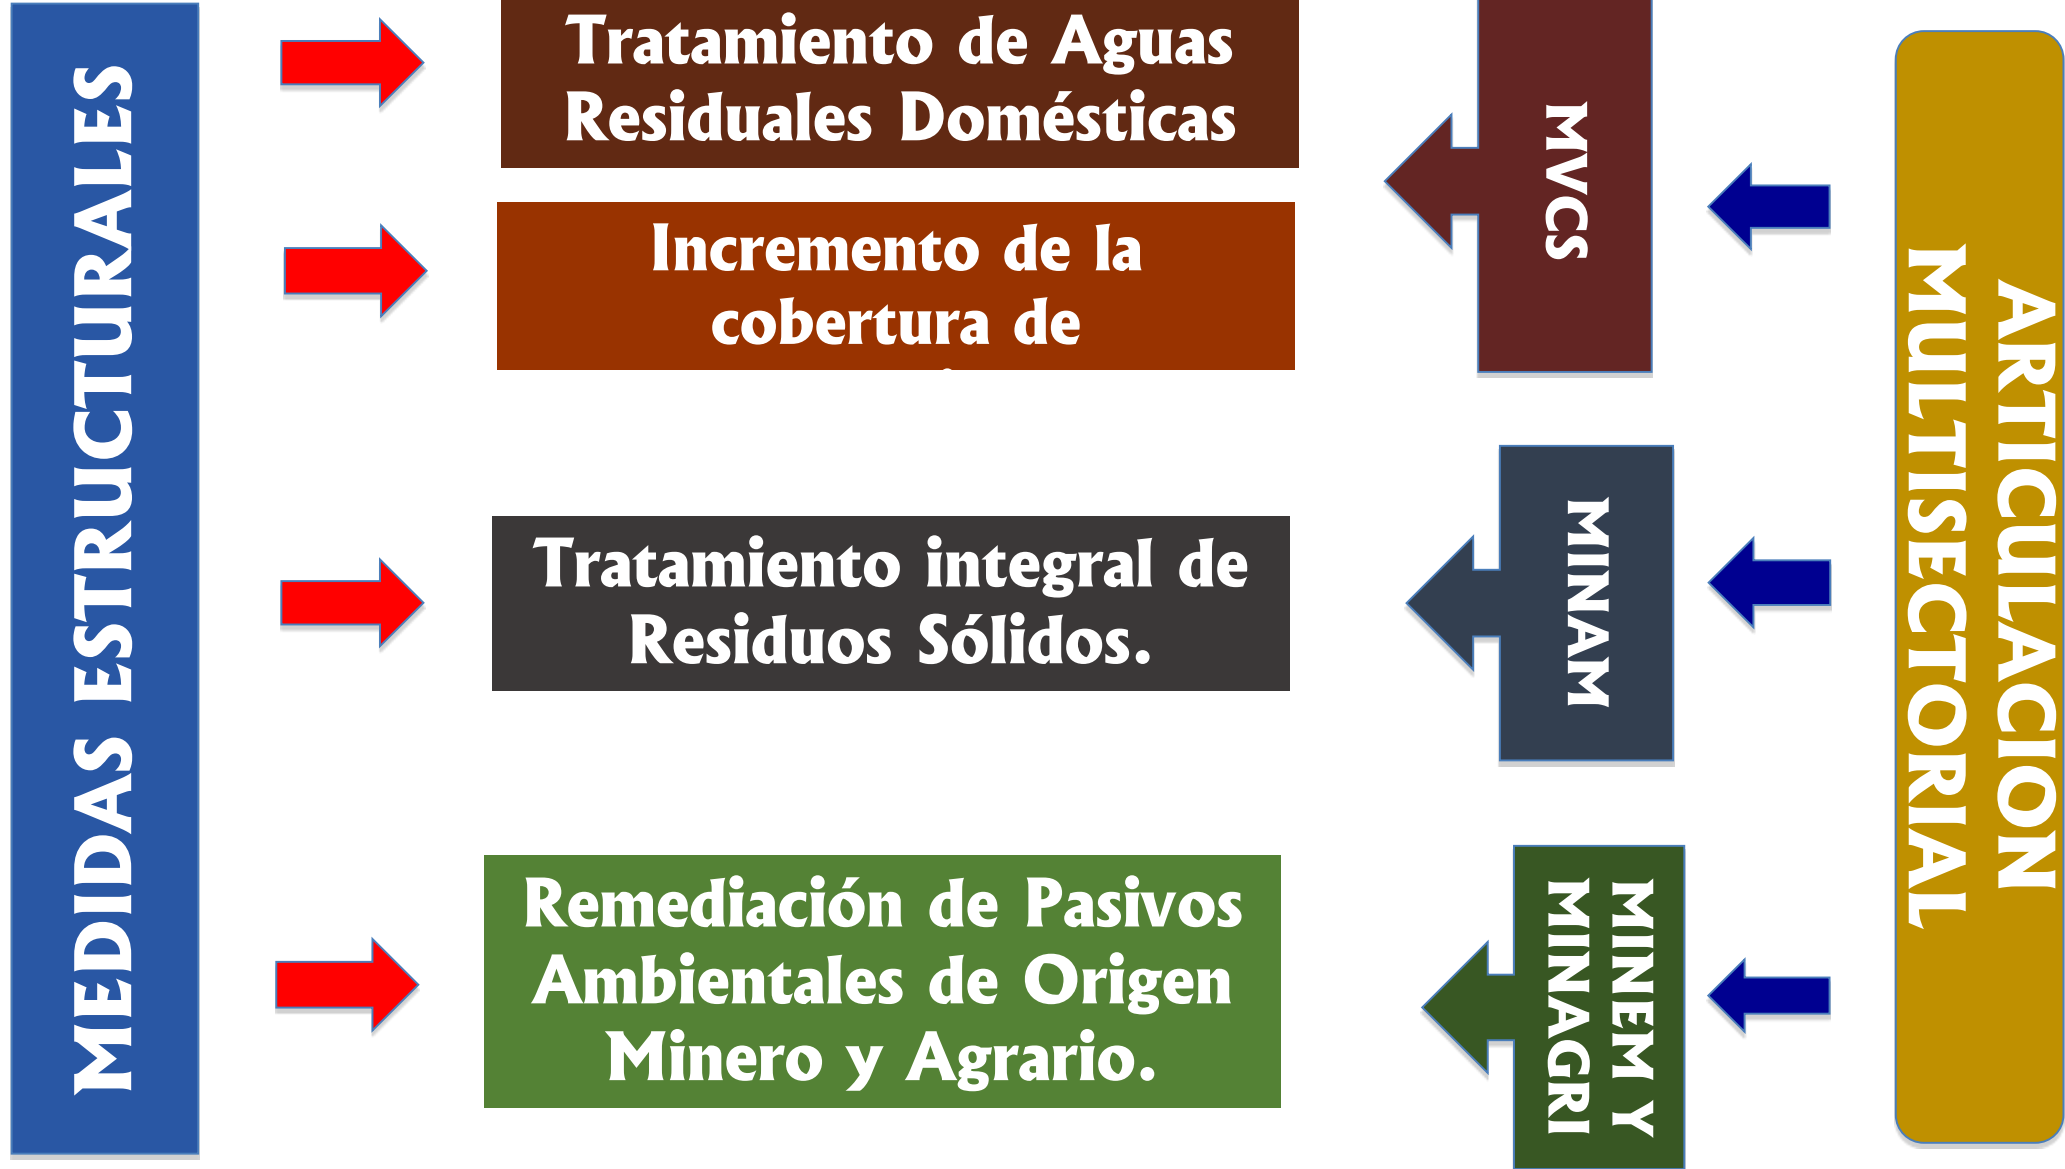 MEDIDAS ESTRUCTURALES
Tratamiento de Aguas
Residuales Domésticas
Incremento de la
cobertura de
Tratamiento integral de
Residuos Sólidos.
Remediación de Pasivos
Ambientales de Origen
Minero y Agrario.
MVCS
MINAM
MINEM Y
MINAGRI
ARTICULACION
MULTISECTORIAL